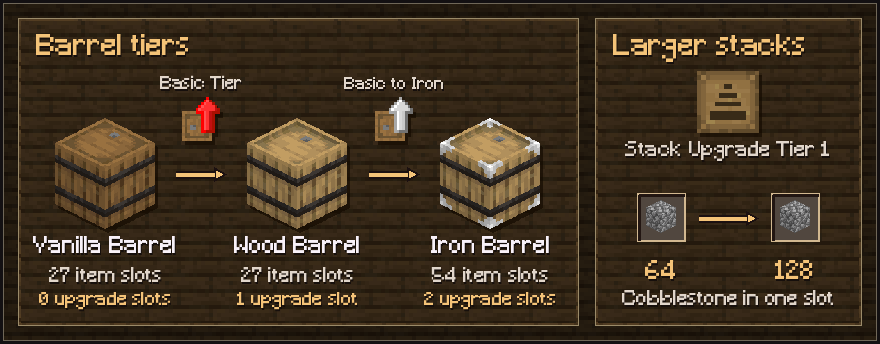 Barrel tiers
Basic Tier
Basic to Iron
Vanilla Barrel
27 item slots
0 upgrade slots
Wood Barrel
27 item slots
1 upgrade slot
Iron Barrel
54 item slots
2 upgrade slots
Larger stacks
Stack Upgrade Tier 1
64
128
Cobblestone in one slot